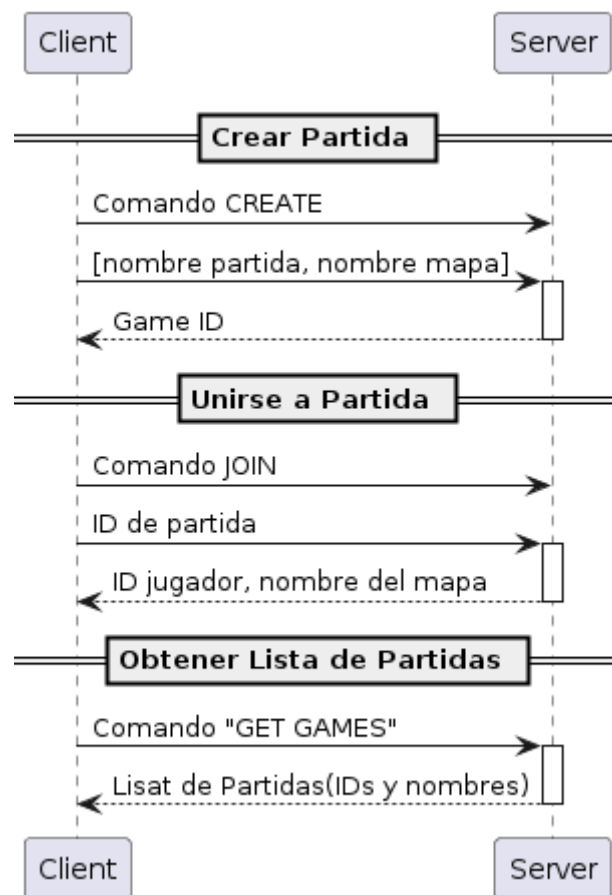 Client
Server
Crear Partida
Comando CREATE
[nombre partida, nombre mapa]
Game ID
Unirse a Partida
Comando JOIN
ID de partida
ID jugador, nombre del mapa
Obtener Lista de Partidas
Comando "GET GAMES"
Lisat de Partidas(IDs y nombres)
Client
Server